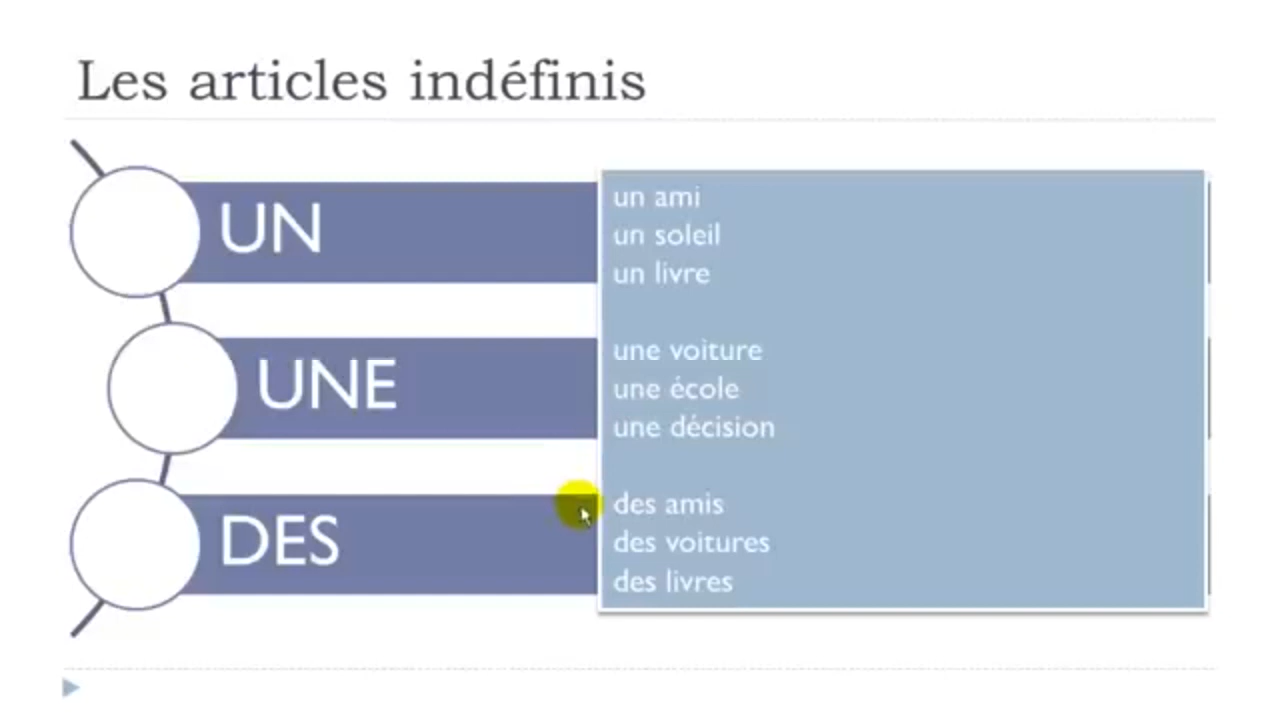 Les articles indéfinis
UN
un ami
un soleil
un livre
UNE
une voiture
une école
une décision
DES
des amis
des voitures
des livres